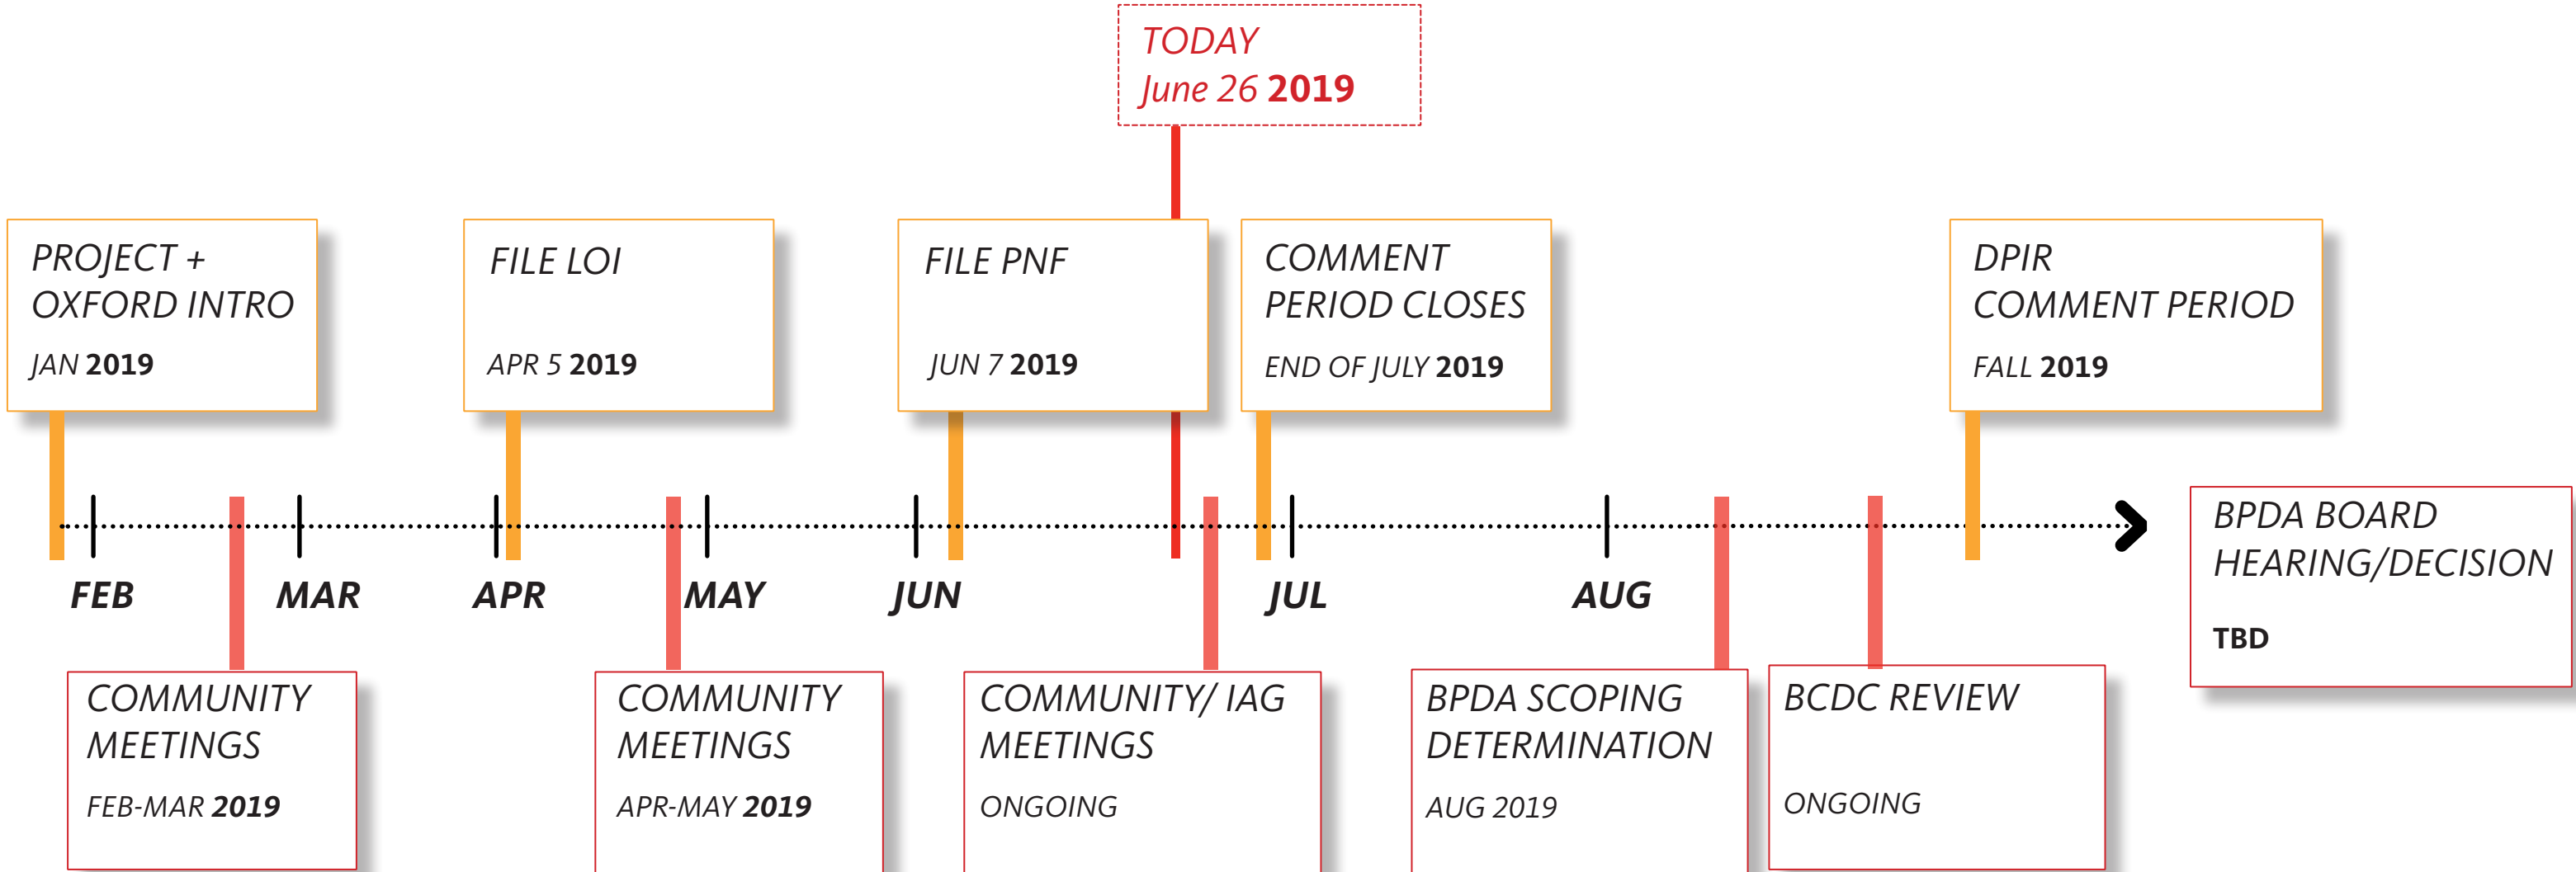 TODAY
June 26 2019
PROJECT +
OXFORD INTRO
JAN 2019
FILE LOI
APR 5 2019
FILE PNF
JUN 7 2019
COMMENT
PERIOD CLOSES
END OF JULY 2019
DPIR
COMMENT PERIOD
FALL 2019
FEB
MAR
APR
MAY
JUN
JUL
AUG
BPDA BOARD
HEARING/DECISION
TBD
COMMUNITY
MEETINGS
FEB-MAR 2019
COMMUNITY
MEETINGS
APR-MAY 2019
COMMUNITY/ IAG
MEETINGS
ONGOING
BPDA SCOPING
DETERMINATION
AUG 2019
BCDC REVIEW
ONGOING